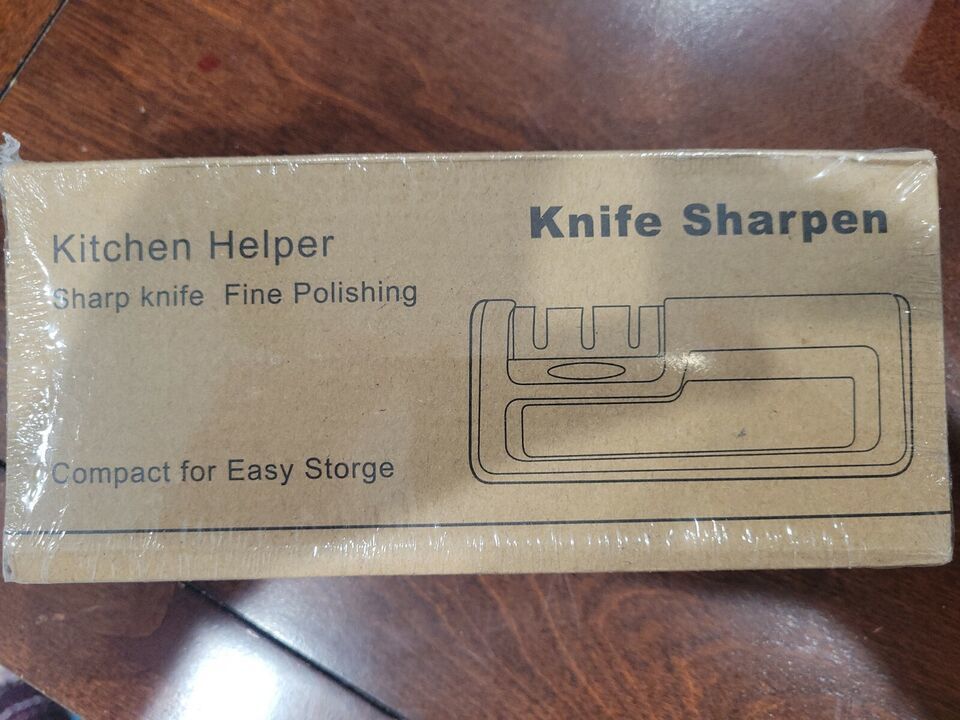 Knife Sharpen
Kitchen Helper
Sharp knife Fine Polishing
Compact for Easy Storge